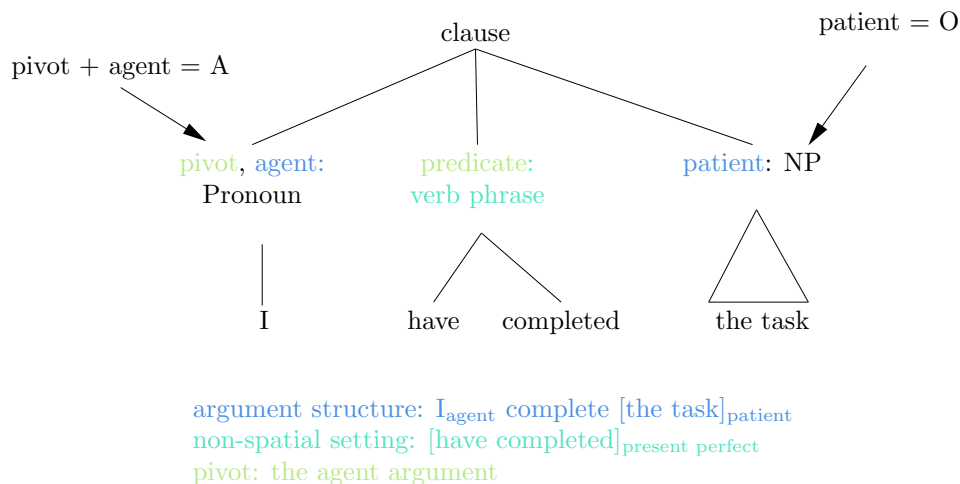 clause
patient = O
pivot + agent = A
pivot, agent:
Pronoun
predicate:
verb phrase
patient: NP
I
have
completed
the task
argument structure: I agent complete [the task] patient
non-spatial setting: [have completed] present perfect
pivot: the agent argument